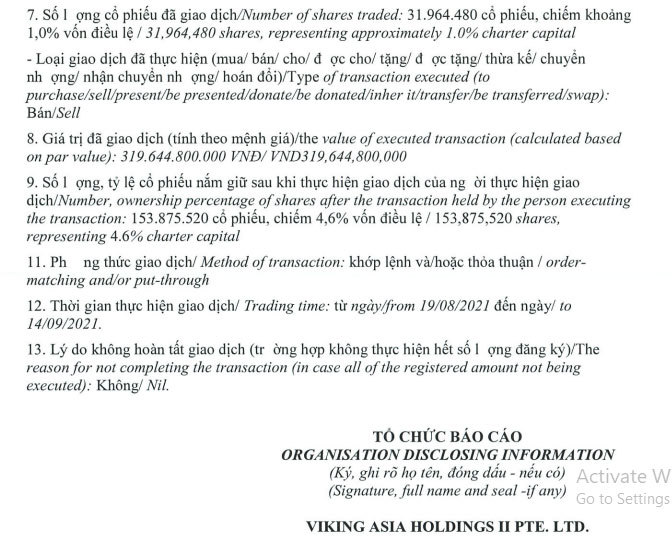 7. Số l ợng cổ phiếu đã giao dịch/Number of shares traded: 31.964.480 cổ phiếu, chiếm khoảng
1,0% vốn điều lệ / 31,964,480 shares, representing approximately 1.0% charter capital
- Loại giao dịch đã thực hiện (mua/ bán/ cho/ đ ợc cho/ tặng/ đ ợc tặng/ thừa kế/ chuyển
nh ợng/ nhận chuyển nh ợng/ hoán đổi)/Type of transaction executed (to
purchase/sell/present/be presented/donate/be donated/inher it/transfer/be transferred/swap):
Bán/Sell
8. Giá trị đã giao dịch (tính theo mệnh giá)/the value of executed transaction (calculated based
on par value): 319.644.800.000 VNĐ/ VND319,644,800,000
9. Số l ợng, tỷ lệ cổ phiếu nắm giữ sau khi thực hiện giao dịch của ng ời thực hiện giao
dịch/Number, ownership percentage of shares after the transaction held by the person executing
the transaction: 153.875.520 cổ phiếu, chiếm 4,6% vốn điều lệ / 153,875,520 shares,
representing 4.6% charter capital
11. Ph ng thức giao dịch/ Method of transaction: khớp lệnh và/hoặc thỏa thuận / order-
matching and/or put-through
12. Thời gian thực hiện giao dịch/ Trading time: từ ngày/from 19/08/2021 đến ngày/ to
14/09/2021.
13. Lý do không hoàn tất giao dịch (tr ờng hợp không thực hiện hết số l ợng đăng ký)/The
reason for not completing the transaction (in case all of the registered amount not being
executed): Không/ Nil.
TỔ CHỨC BÁO CÁO
ORGANISATION DISCLOSING INFORMATION
(Ký, ghi rõ họ tên, đóng dấu - nếu có)
(Signature, full name and seal -if any)
Activate W
Go to Settings
VIKING ASIA HOLDINGS II PTE. LTD.